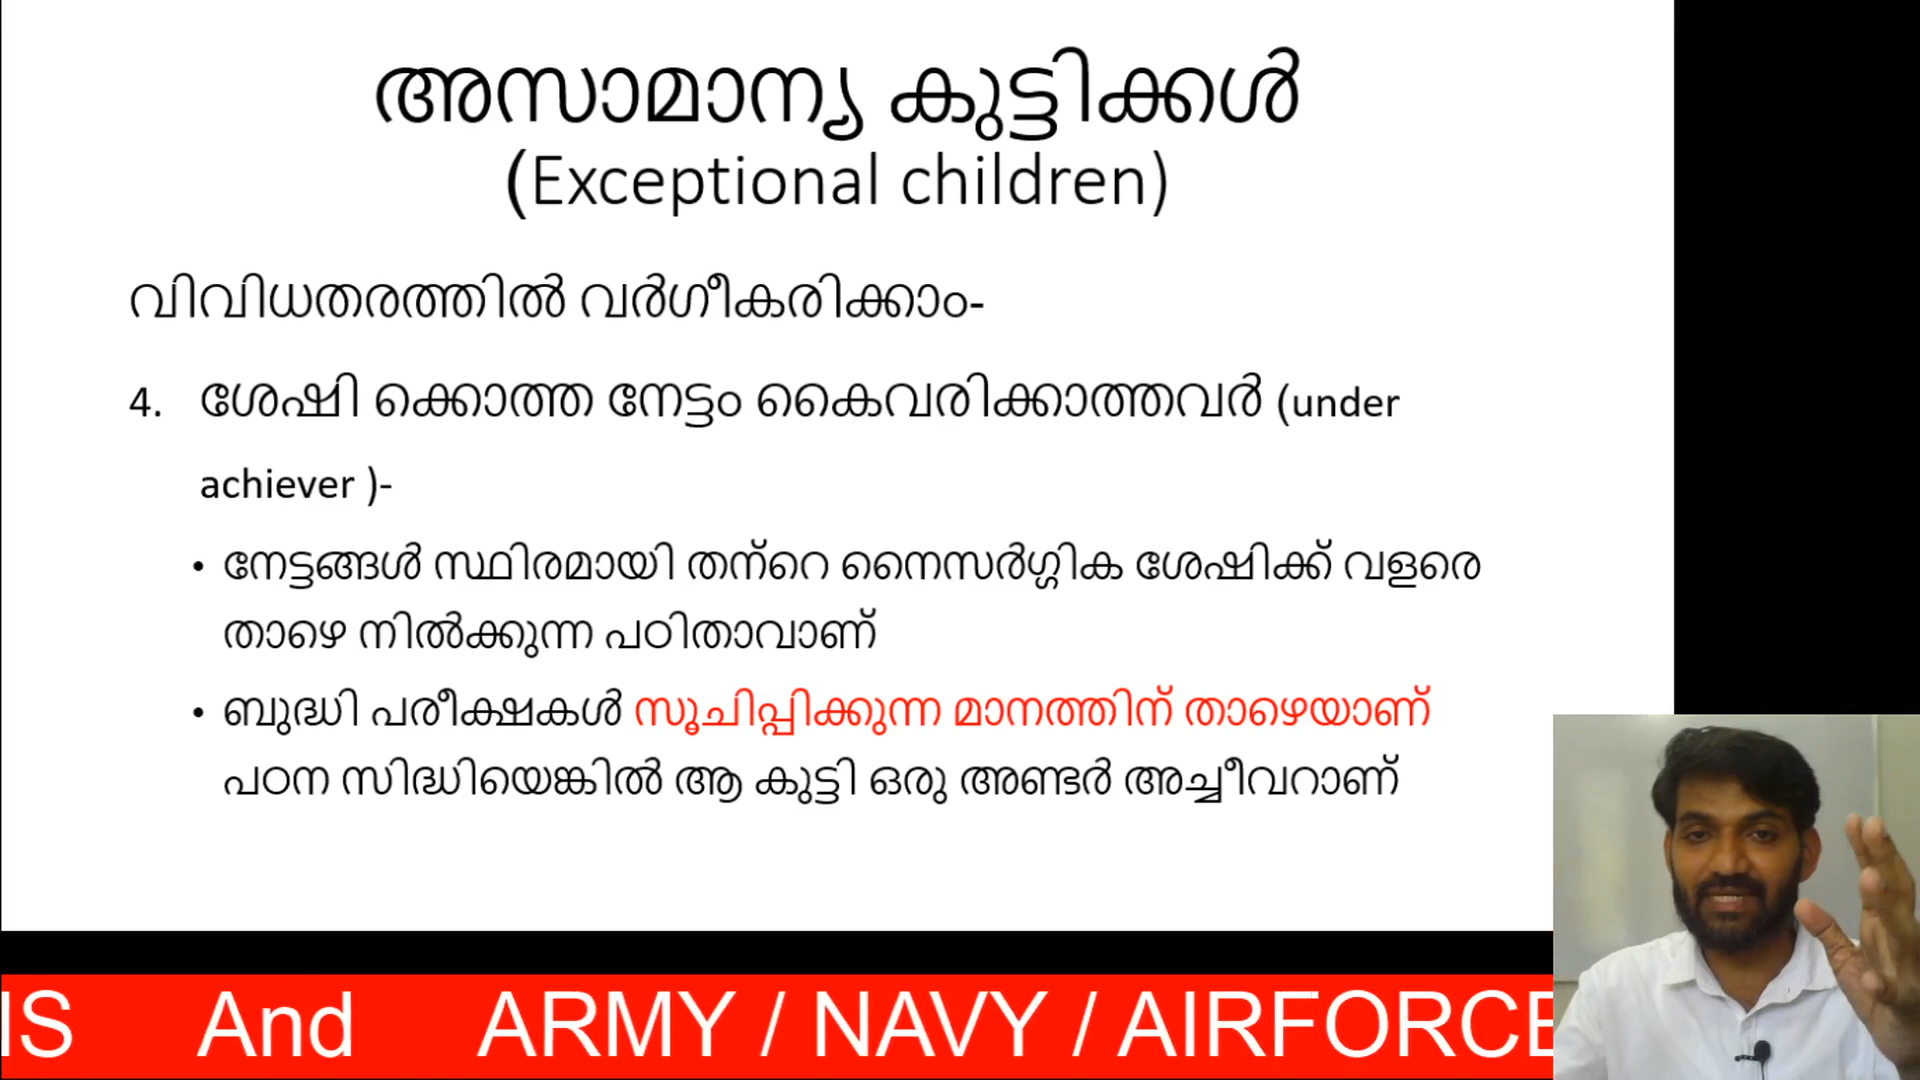 അസാമാന്യ കുട്ടിക്കൾ
(Exceptional children)
വിവിധതരത്തിൽ വർഗീകരിക്കാം-
4. ശേഷി ക്കൊത്ത നേട്ടം കൈവരിക്കാത്തവർ (under
achiever )-
• നേട്ടങ്ങൾ സ്ഥിരമായി തന്റെ നൈസർഗ്ഗിക ശേഷിക്ക് വളരെ
താഴെ നിൽക്കുന്ന പഠിതാവാണ്
• ബുദ്ധി പരീക്ഷകൾ സൂചിപ്പിക്കുന്ന മാനത്തിന് താഴെയാണ്
പഠന സിദ്ധിയെങ്കിൽ ആ കുട്ടി ഒരു അണ്ടർ അച്ചീവറാണ്
And ARMY / NAVY / AIRFORCE